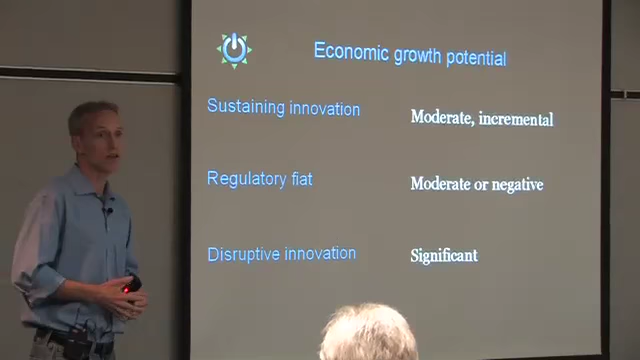 Economic growth potential
Sustaining innovation Moderate, incremental
Regulatory fiat Moderate or negative
Disruptive innovation Significant